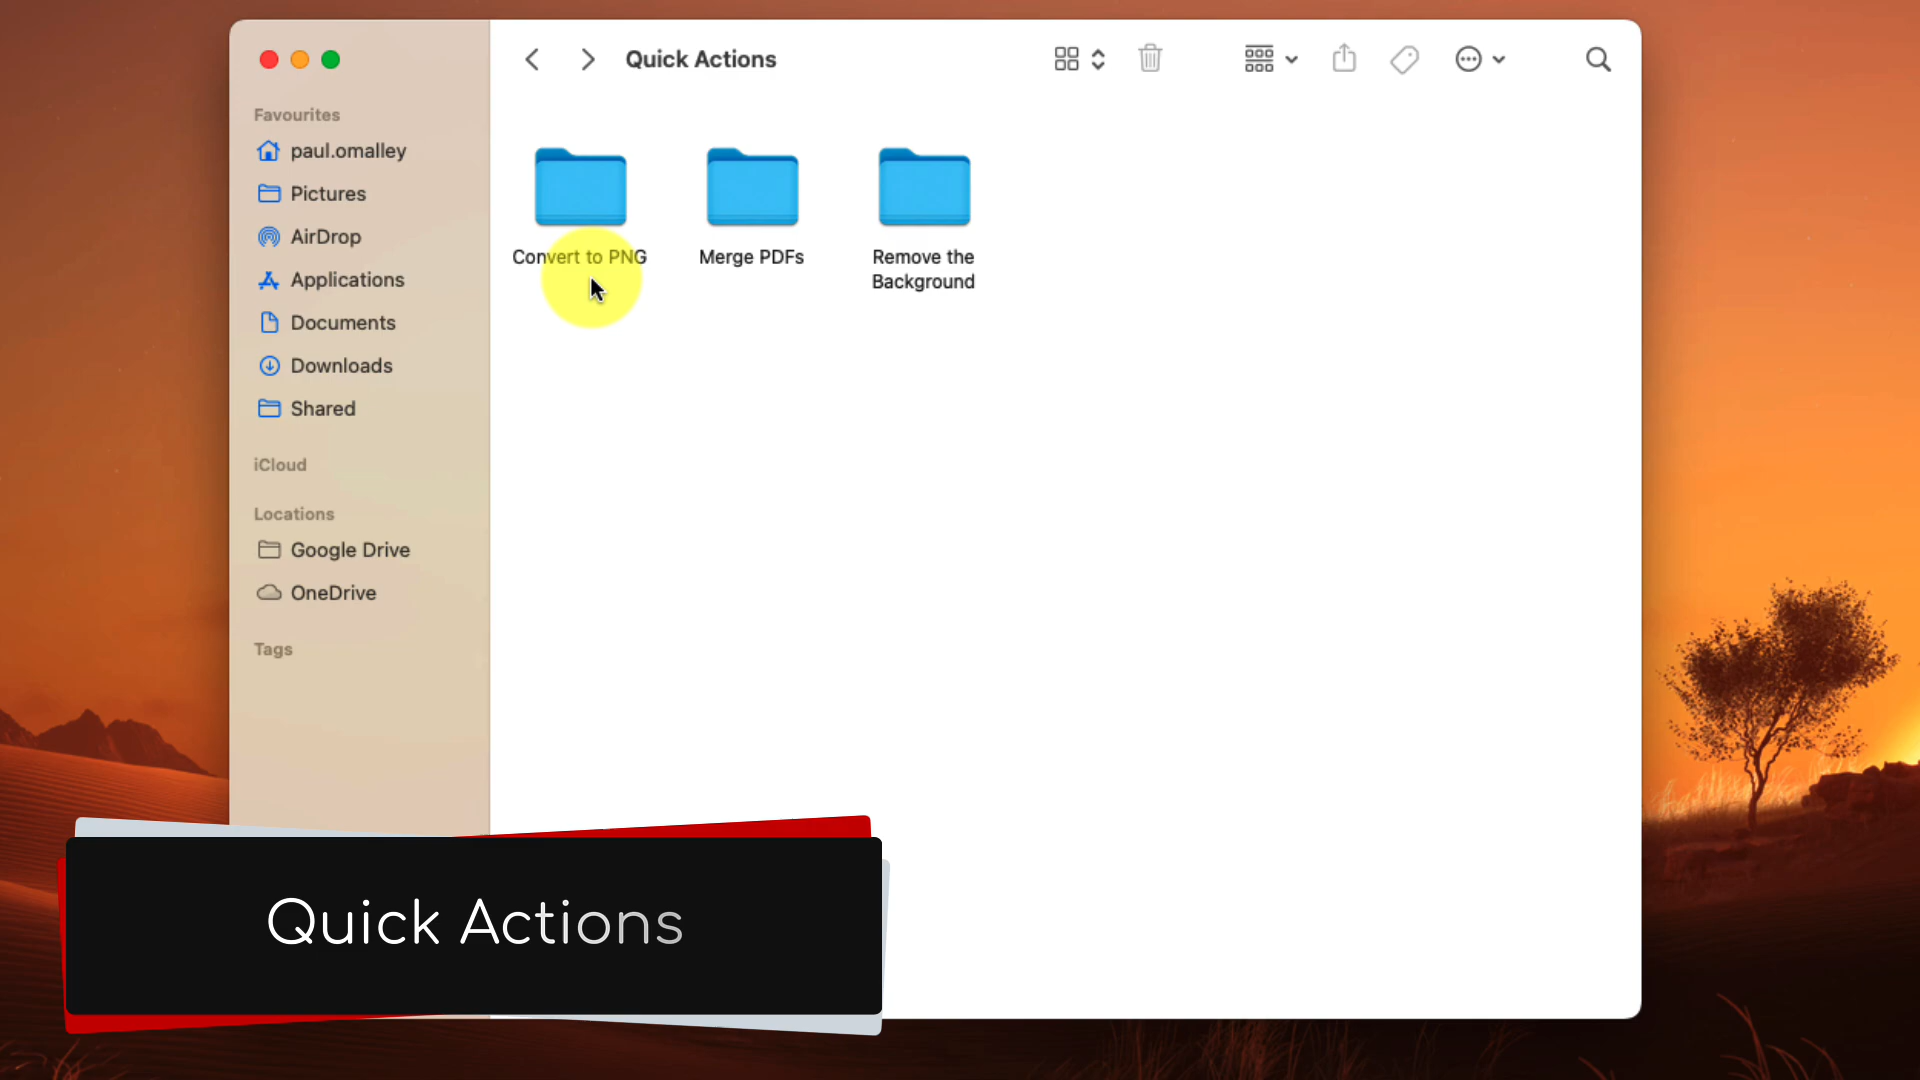 Quick Actions
Favourites
paul.omalley
Pictures
AirDrop
Applications
Documents
Downloads
Shared
iCloud
Locations
Google Drive
OneDrive
Tags
Convert to PNG
Merge PDFs
Remove the
Background
Quick Actions